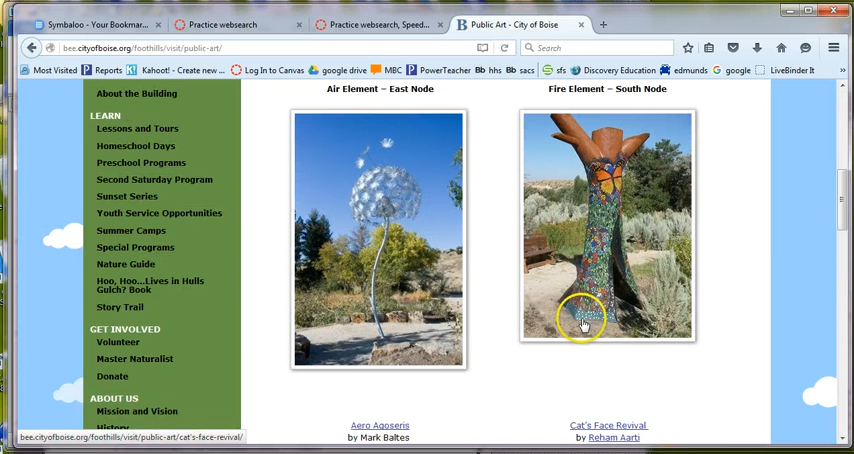 Symbaloo - Your Bookmar...
Practice websearch
Practice websearch, Speed...
Public Art - City of Boise
bee.cityofboise.org/foothills/visit/public-art/
Search
Most Visited
Reports
Kahoot! - Create new ...
Log In to Canvas
google drive
MBC
PowerTeacher
Bb hhs
Bb sacs
sfs
Discovery Education
edmunds
google
LiveBinder It
About the Building
LEARN
Lessons and Tours
Homeschool Days
Preschool Programs
Second Saturday Program
Sunset Series
Youth Service Opportunities
Summer Camps
Special Programs
Nature Guide
Hoo, Hoo...Lives in Hulls
Gulch? Book
Story Trail
GET INVOLVED
Volunteer
Master Naturalist
Donate
ABOUT US
Mission and Vision
History
Air Element – East Node
Fire Element – South Node
Aero Agoseris
by Mark Baltes
Cat's Face Revival
by Reham Aarti
bee.cityofboise.org/foothills/visit/public-art/cat's-face-revival/